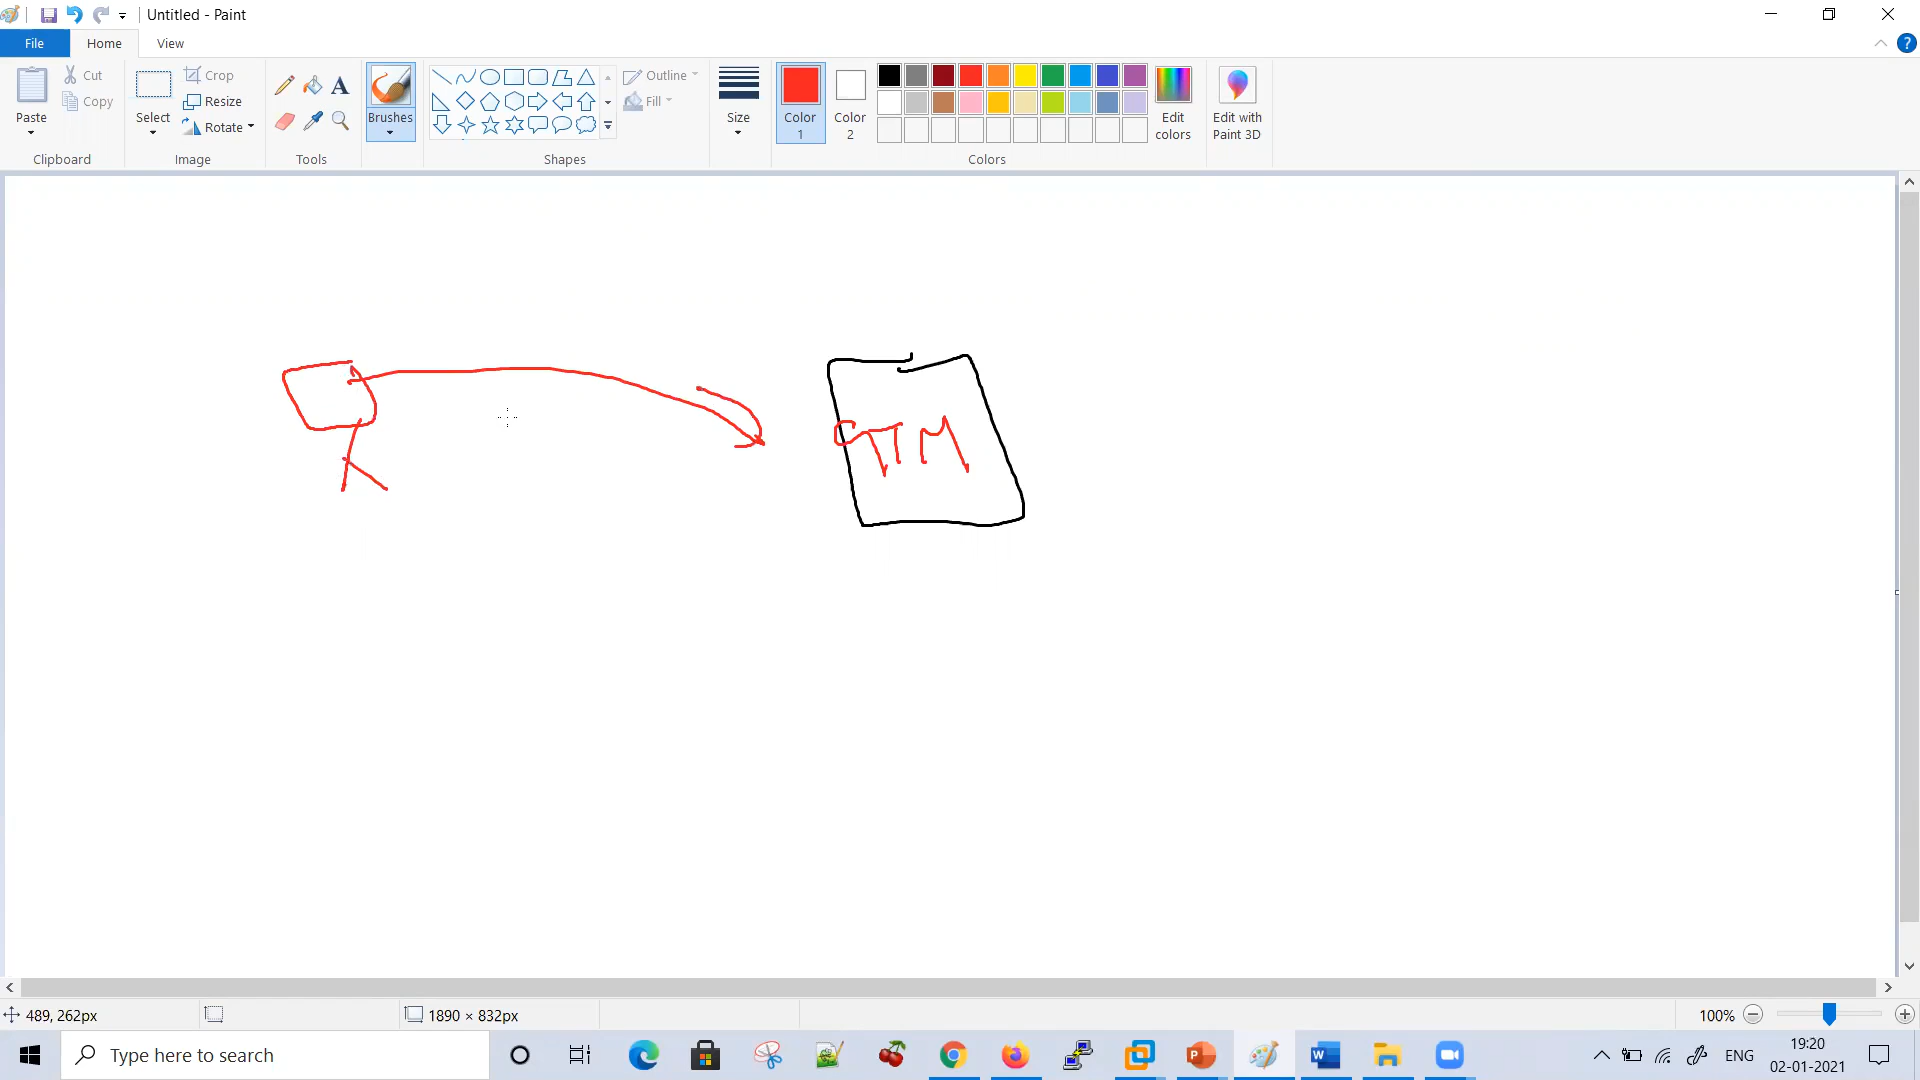 Untitled - Paint
File Home View
Cut
Copy
Paste
Clipboard
Crop
Resize
Rotate
Select
Image
Tools
Brushes
Outline
Fill
Shapes
Size
Color 1
Color 2
Colors
Edit colors
Edit with Paint 3D
489, 262px
1890 × 832px
100%
Type here to search
ENG
19:20
02-01-2021